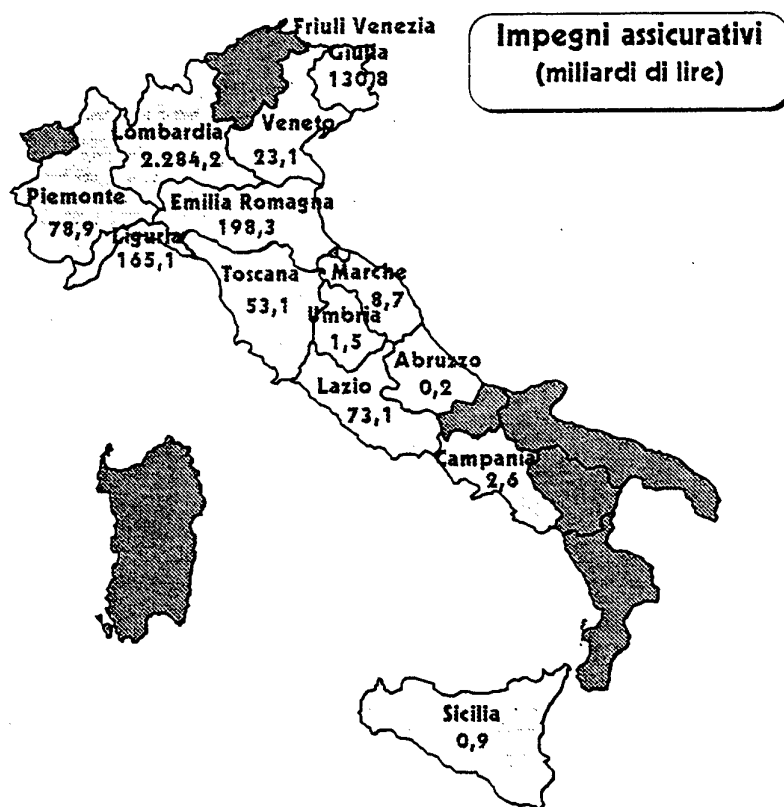 Friuli Venezia
Giulia
130,8
Impegni assicurativi
(miliardi di lire)
Lombardia
2.284,2
Veneto
23,1
Piemonte
78,9
Emilia Romagna
198,3
Liguria
165,1
Toscana
53,1
Marche
8,7
Umbria
1,5
Abruzzo
0,2
Lazio
73,1
Campania
2,6
Sicilia
0,9